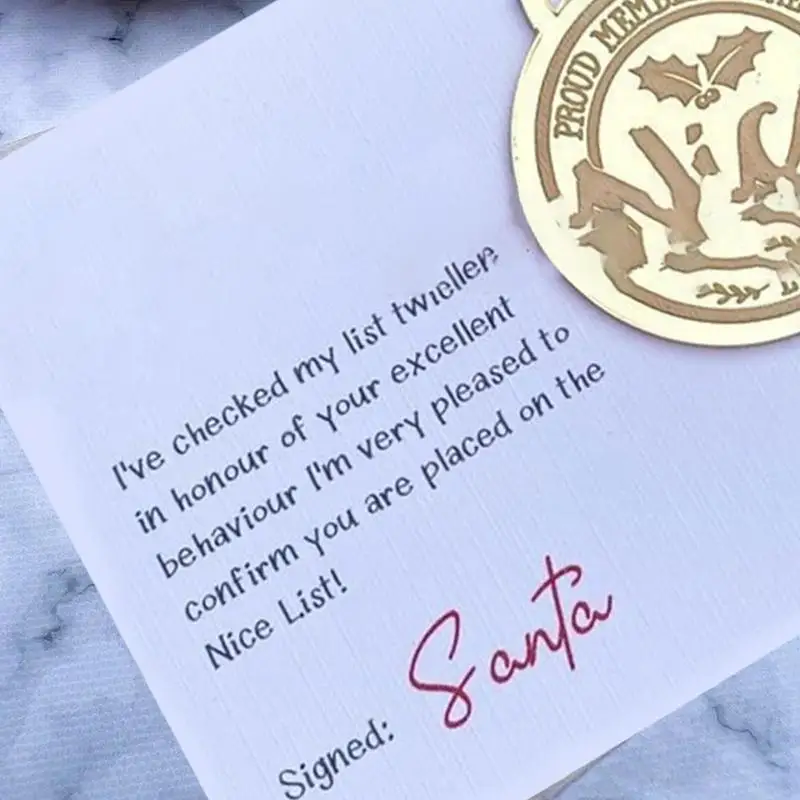 PROUD MEMB
I've checked my list twieller
in honour of your excellent
behaviour I'm very pleased to
confirm you are placed on the
Nice List!
Signed: Santa